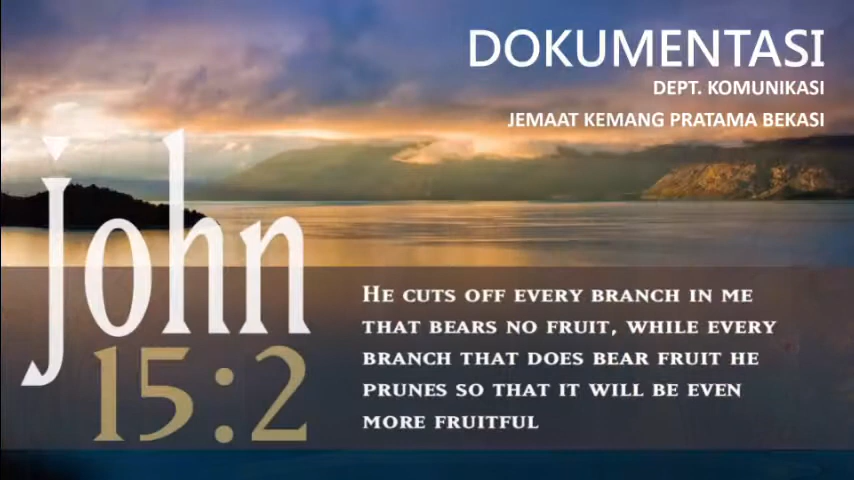 DOKUMENTASI
DEPT. KOMUNIKASI
JEMAAT KEMANG PRATAMA BEKASI
john
15:2
HE CUTS OFF EVERY BRANCH IN ME
THAT BEARS NO FRUIT, WHILE EVERY
BRANCH THAT DOES BEAR FRUIT HE
PRUNES SO THAT IT WILL BE EVEN
MORE FRUITFUL